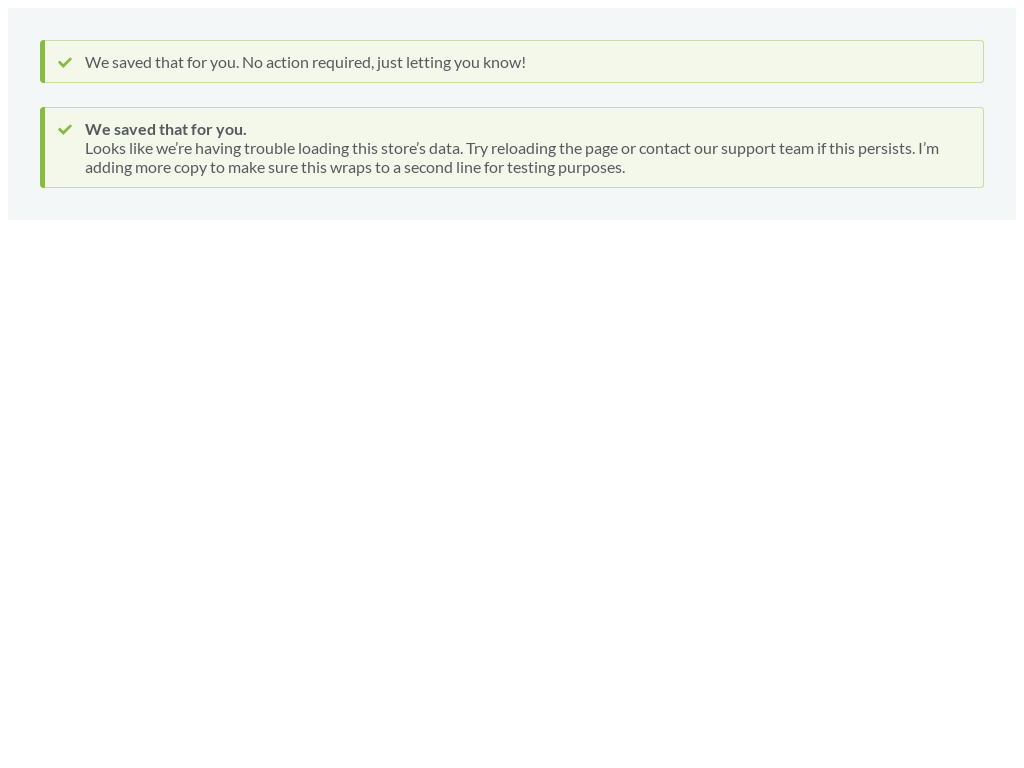 We saved that for you. No action required, just letting you know!
We saved that for you.
Looks like we’re having trouble loading this store’s data. Try reloading the page or contact our support team if this persists. I’m
adding more copy to make sure this wraps to a second line for testing purposes.